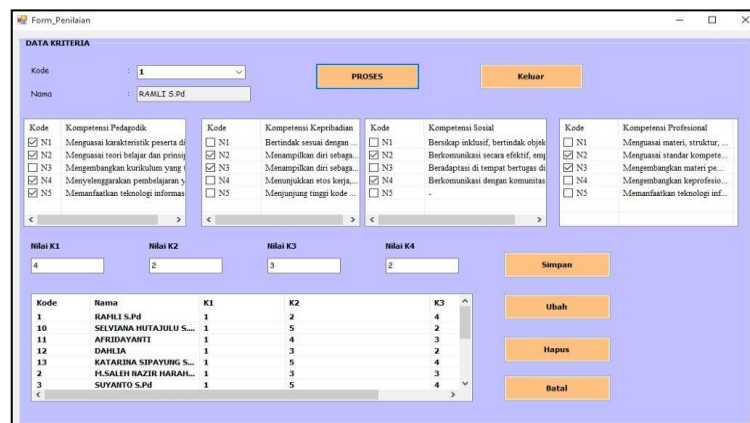 Form_Penilaian
DATA KRITERIA
Kode : 1
PROSES
Keluar
Nama : RAMLI S.Pd
Kode Kompetensi Pedagodik
N1 Menguasai karakteristik peserta di
N2 Menguasai teori belajar dan prinsip
N3 Mengembangkan kurikulum yang t
N4 Menyelenggarakan pembelajaran y
N5 Memanfaatkan teknologi informas
Kode Kompetensi Kepribadian
N1 Bertindak sesuai dengan ...
N2 Menampilkan diri sebaga...
N3 Menampilkan diri sebaga...
N4 Menunjukkan etos kerja,...
N5 Menjunjung tinggi kode ...
Kode Kompetensi Sosial
N1 Bersikap inklusif, bertindak objek
N2 Berkomunikasi secara efektif, emp
N3 Beradaptasi di tempat bertugas di
N4 Berkomunikasi dengan komunitas
N5 -
Kode Kompetensi Profesional
N1 Menguasai materi, struktur, ...
N2 Menguasai standar kompete...
N3 Mengembangkan materi pe...
N4 Mengembangkan keprofesio...
N5 Memanfaatkan teknologi inf...
Nilai K1 Nilai K2 Nilai K3 Nilai K4
4 2 3 2
Simpan
Ubah
Hapus
Batal
Kode Nama K1 K2 K3
1 RAMLI S.Pd 1 2 4
10 SELVIANA HUTAJULU S.... 1 5 2
11 AFRIDAYANTI 1 4 3
12 DAHLIA 1 3 2
13 KATARINA SIPAYUNG S... 1 5 4
2 M.SALEH NAZIR HARAH... 1 3 3
3 SUYANTO S.Pd 1 5 4